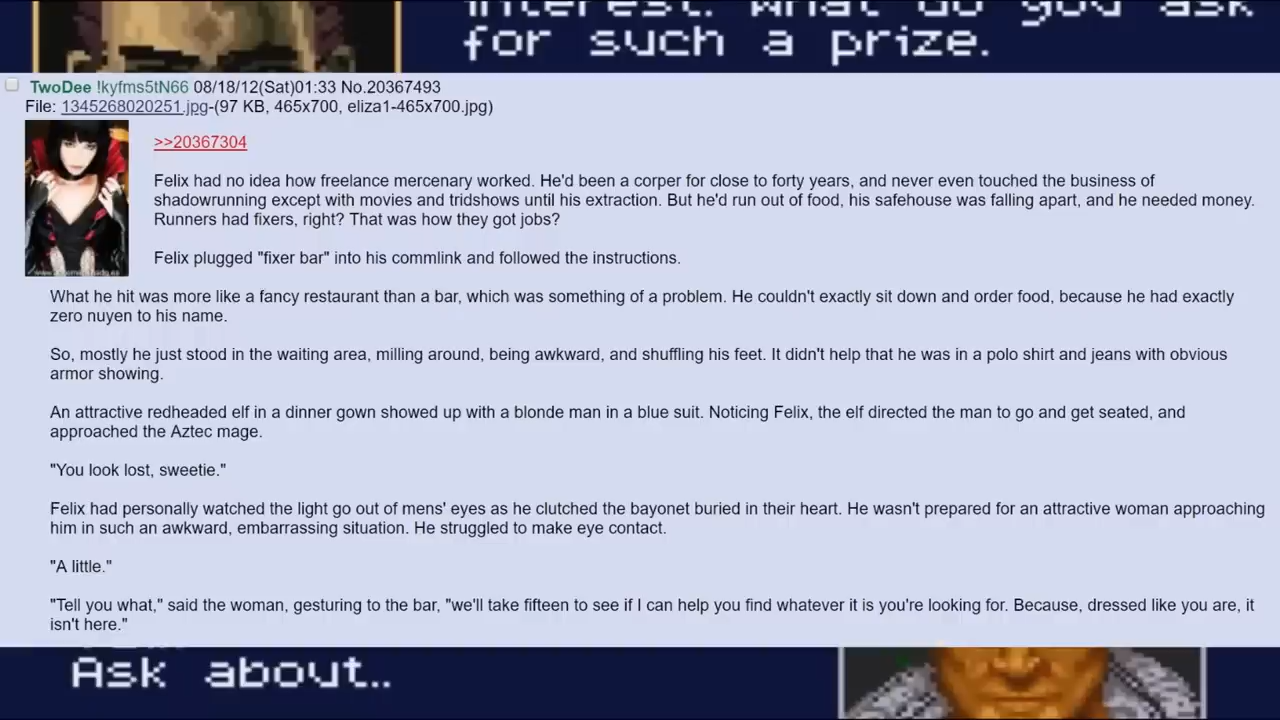 interest. What do you ask
for such a prize.
TwoDee !kyfms5tN66 08/18/12(Sat)01:33 No.20367493
File: 1345268020251.jpg-(97 KB, 465x700, eliza1-465x700.jpg)
>>20367304
Felix had no idea how freelance mercenary worked. He'd been a corper for close to forty years, and never even touched the business of
shadowrunning except with movies and tridshows until his extraction. But he'd run out of food, his safehouse was falling apart, and he needed money.
Runners had fixers, right? That was how they got jobs?
Felix plugged "fixer bar" into his commlink and followed the instructions.
What he hit was more like a fancy restaurant than a bar, which was something of a problem. He couldn't exactly sit down and order food, because he had exactly
zero nuyen to his name.
So, mostly he just stood in the waiting area, milling around, being awkward, and shuffling his feet. It didn't help that he was in a polo shirt and jeans with obvious
armor showing.
An attractive redheaded elf in a dinner gown showed up with a blonde man in a blue suit. Noticing Felix, the elf directed the man to go and get seated, and
approached the Aztec mage.
"You look lost, sweetie."
Felix had personally watched the light go out of mens' eyes as he clutched the bayonet buried in their heart. He wasn't prepared for an attractive woman approaching
him in such an awkward, embarrassing situation. He struggled to make eye contact.
"A little."
"Tell you what," said the woman, gesturing to the bar, "we'll take fifteen to see if I can help you find whatever it is you're looking for. Because, dressed like you are, it
isn't here."
Ask about..